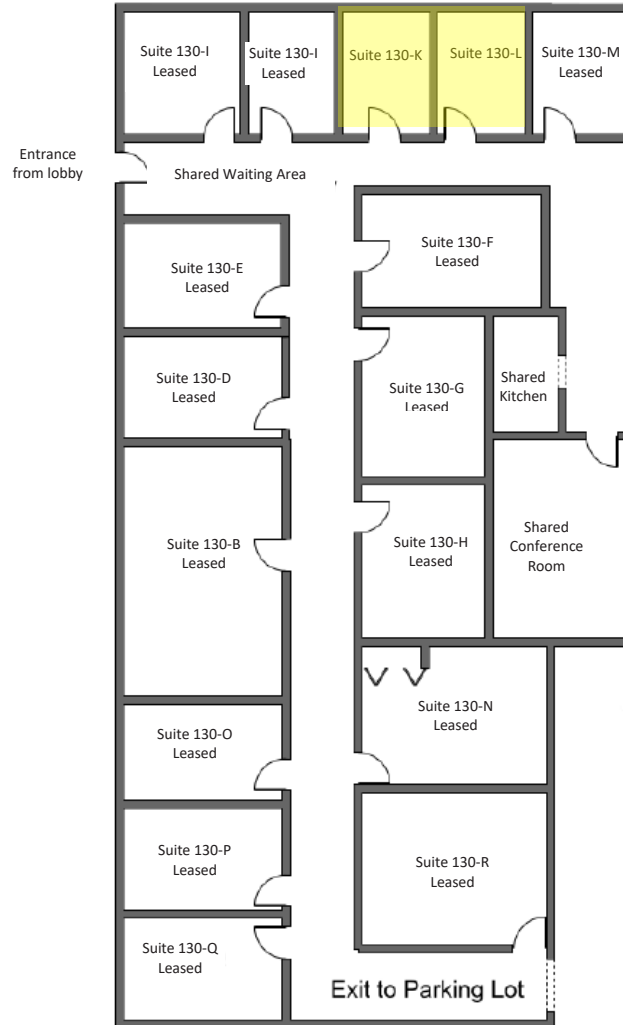 Suite 130-I
Leased
Suite 130-I
Leased
Suite 130-K
Suite 130-L
Suite 130-M
Leased
Entrance
from lobby
Shared Waiting Area
Suite 130-F
Leased
Suite 130-E
Leased
Suite 130-D
Leased
Suite 130-G
Leased
Shared
Kitchen
Suite 130-B
Leased
Suite 130-H
Leased
Shared
Conference
Room
Suite 130-N
Leased
Suite 130-O
Leased
Suite 130-P
Leased
Suite 130-R
Leased
Suite 130-Q
Leased
Exit to Parking Lot